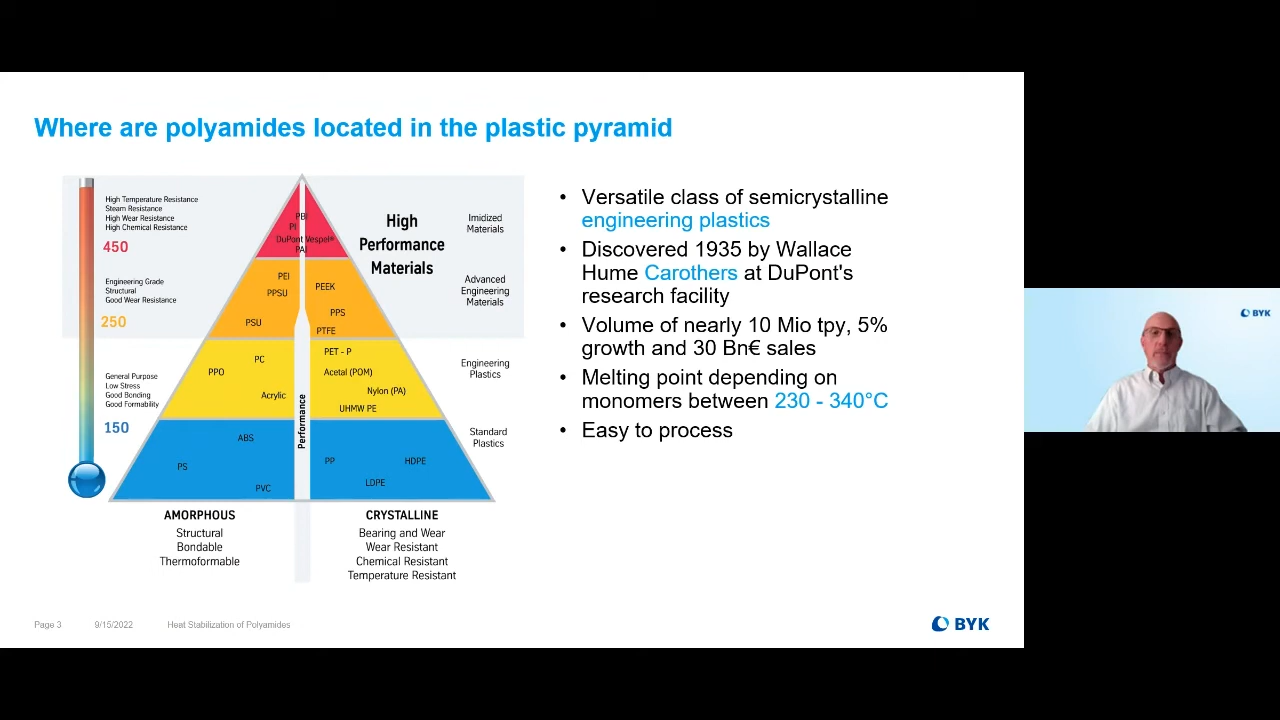 Where are polyamides located in the plastic pyramid
High Temperature Resistance
Steam Resistance
High Wear Resistance
High Chemical Resistance
450
Engineering Grade
Structural
Good Wear Resistance
250
General Purpose
Low Stress
Good Bonding
Good Formability
150
PBI
PI
DuPont Vespel®
PAI
High
Performance
Materials
Imidized
Materials
PEI
PPSU
PEEK
PPS
PSU
PTFE
Advanced
Engineering
Materials
PC
PPO
Acrylic
PET - P
Acetal (POM)
Nylon (PA)
UHMW PE
Engineering
Plastics
Performance
ABS
PS
PVC
PP
HDPE
LDPE
Standard
Plastics
AMORPHOUS
Structural
Bondable
Thermoformable
CRYSTALLINE
Bearing and Wear
Wear Resistant
Chemical Resistant
Temperature Resistant
• Versatile class of semicrystalline
engineering plastics
• Discovered 1935 by Wallace
Hume Carothers at DuPont's
research facility
• Volume of nearly 10 Mio tpy, 5%
growth and 30 Bn€ sales
• Melting point depending on
monomers between 230 - 340°C
• Easy to process
Page 3 9/15/2022 Heat Stabilization of Polyamides
BYK
BYK